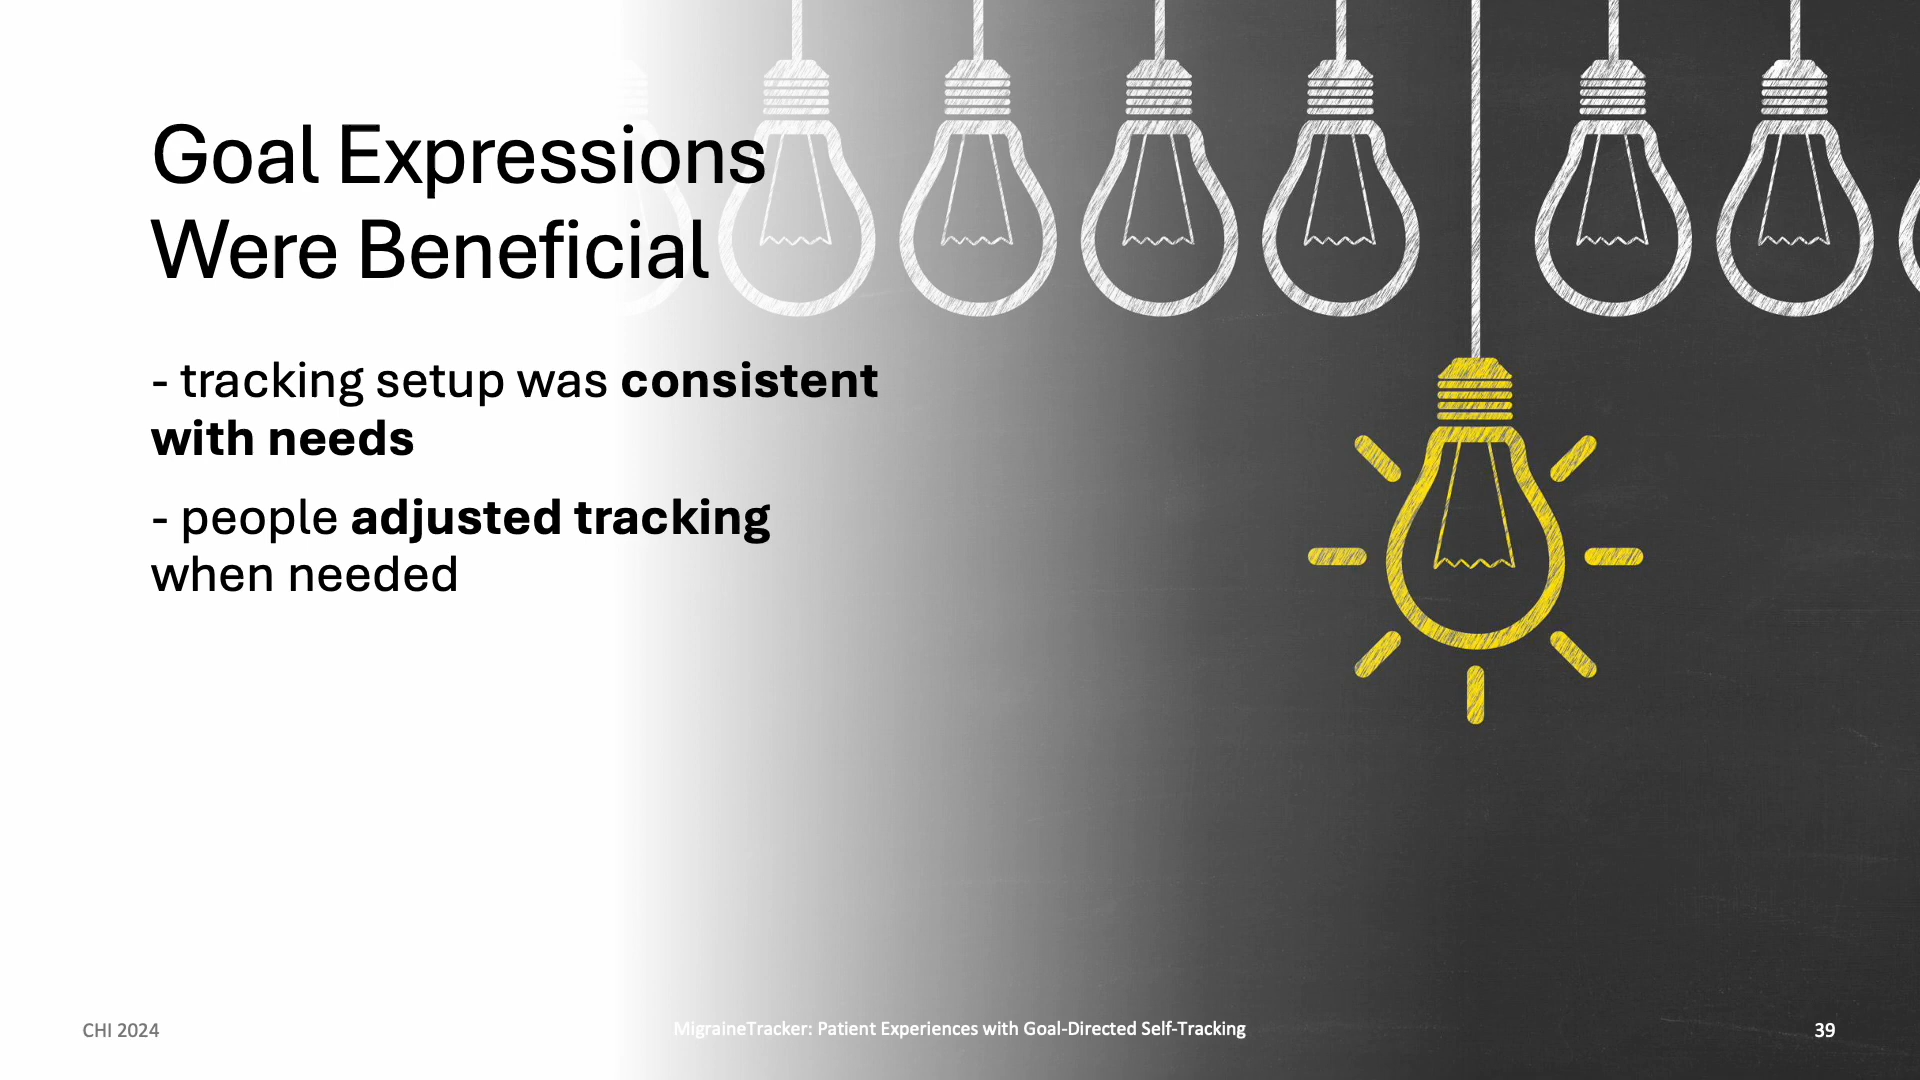 Goal Expressions
Were Beneficial
- tracking setup was consistent
with needs
- people adjusted tracking
when needed
CHI 2024
MigraineTracker: Patient Experiences with Goal-Directed Self-Tracking
39